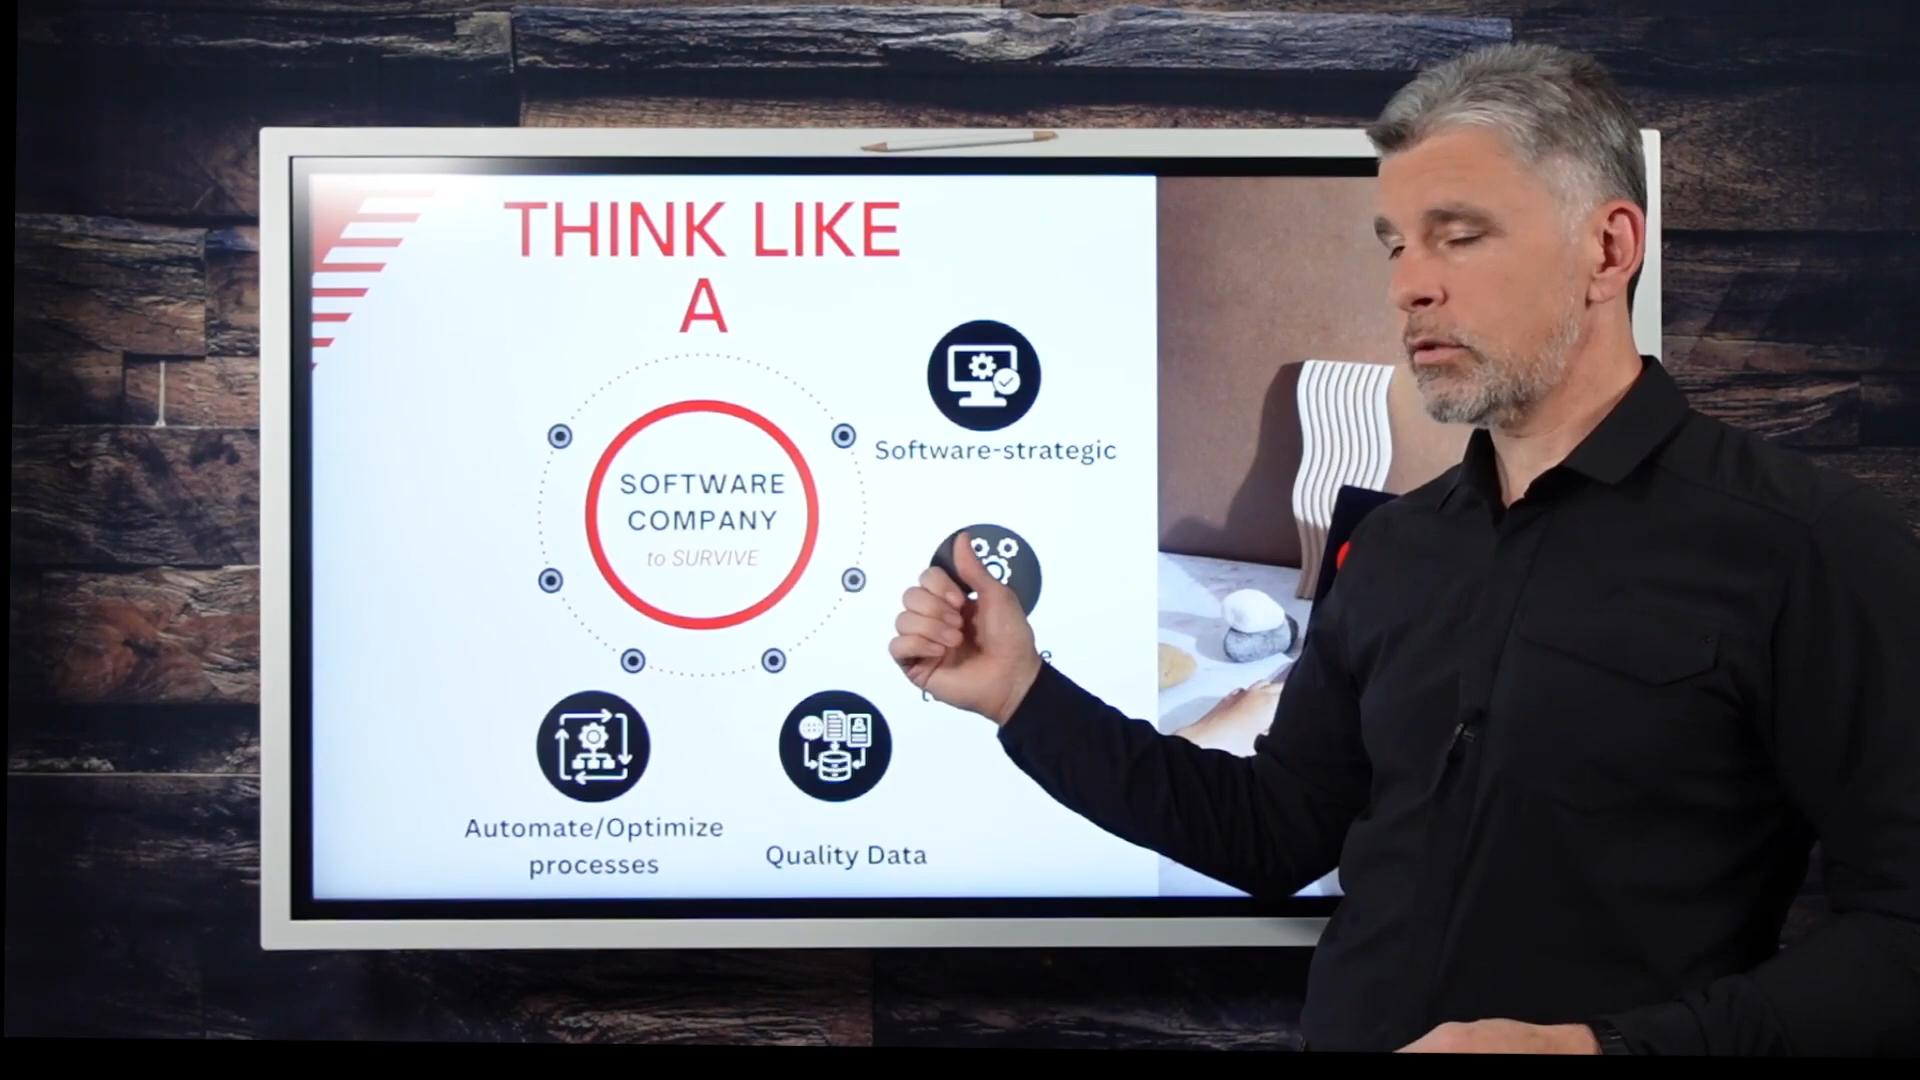 THINK LIKE
A
SOFTWARE
COMPANY
to SURVIVE
Software-strategic
Automate/Optimize
processes
Quality Data